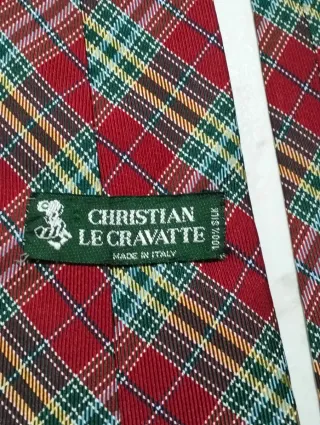 CHRISTIAN
LE CRAVATTE
MADE IN ITALY
100% SILK